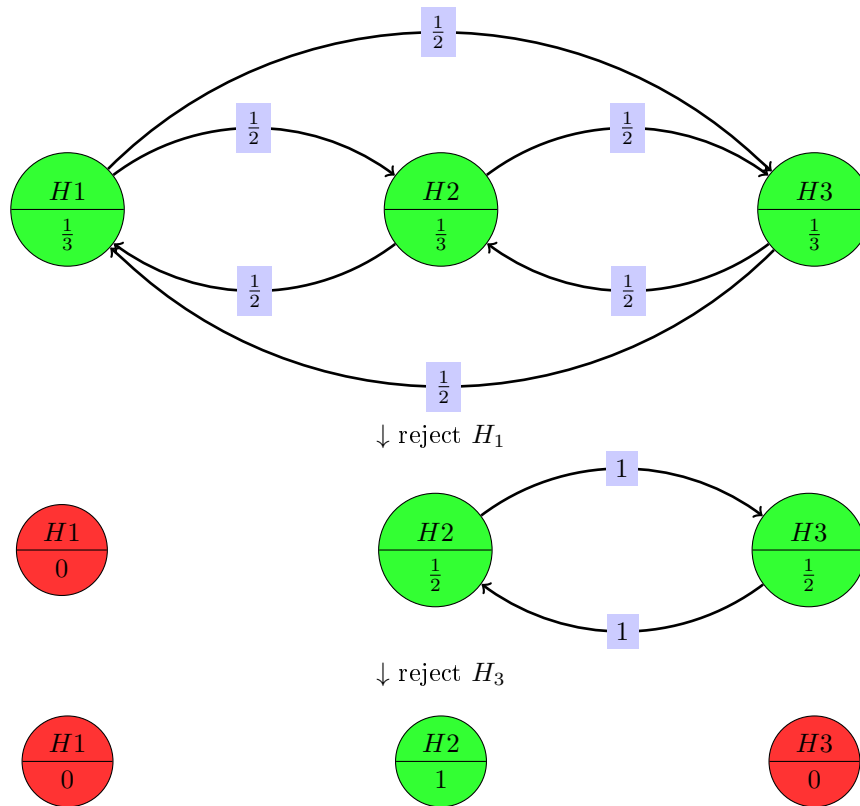 1/2
1/2 1/2
H1 H2 H3
1/3 1/3 1/3
1/2 1/2
1/2
↓ reject H₁
1
H1 H2 H3
0 1/2 1/2
1
↓ reject H₃
H1 H2 H3
0 1 0